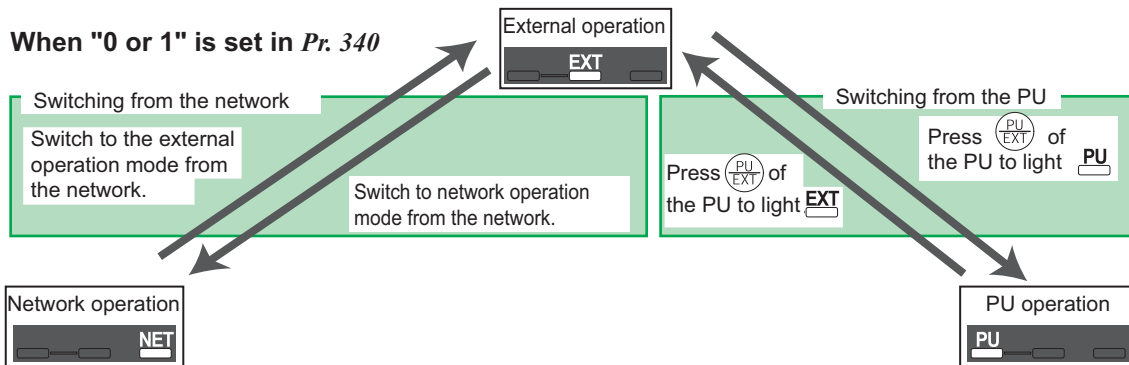 When "0 or 1" is set in Pr. 340
External operation
EXT
Switching from the network
Switch to the external
operation mode from
the network.
Switch to network operation
mode from the network.
Switching from the PU
Press PU/EXT of
the PU to light PU
Press PU/EXT of
the PU to light EXT
Network operation
NET
PU operation
PU